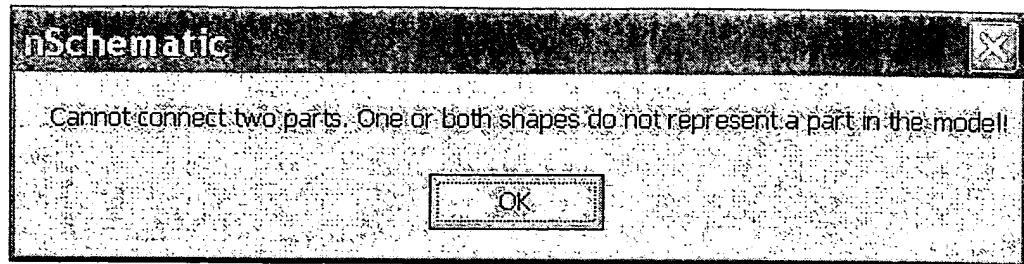 nSchematic
Cannot connect two parts. One or both shapes do not represent a part in the model!
OK